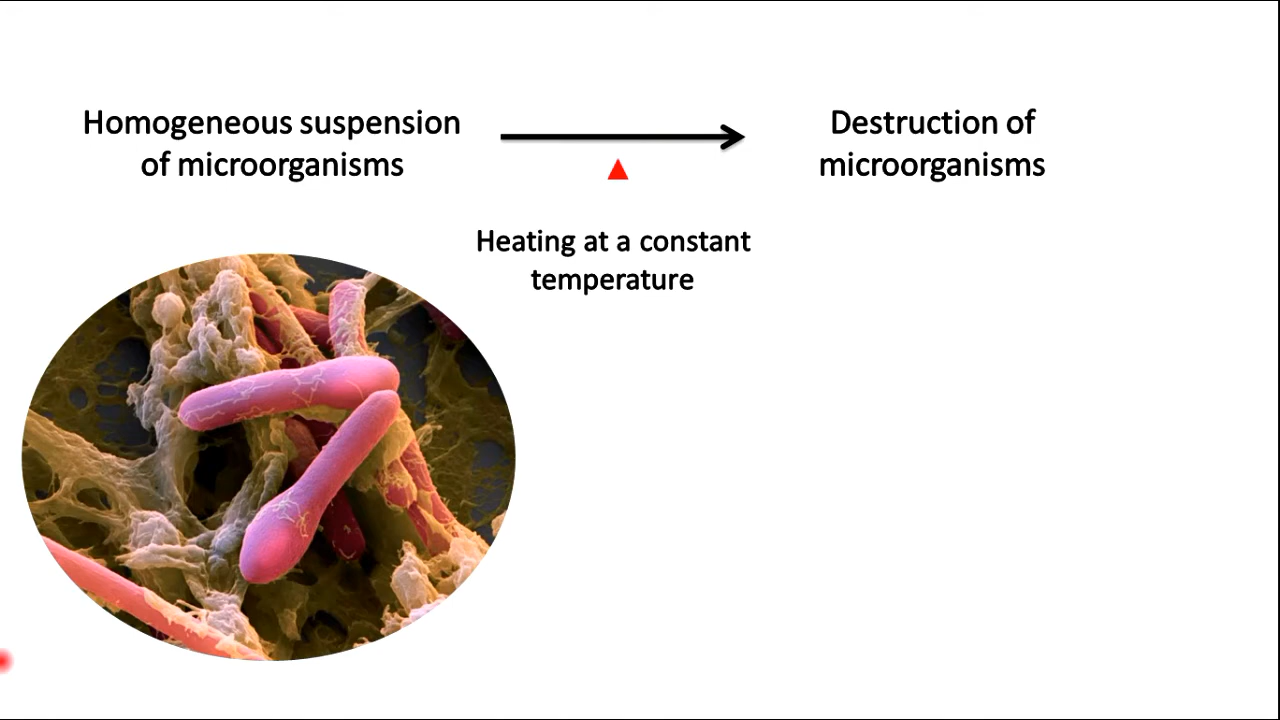 Homogeneous suspension
of microorganisms
Heating at a constant
temperature
Destruction of
microorganisms